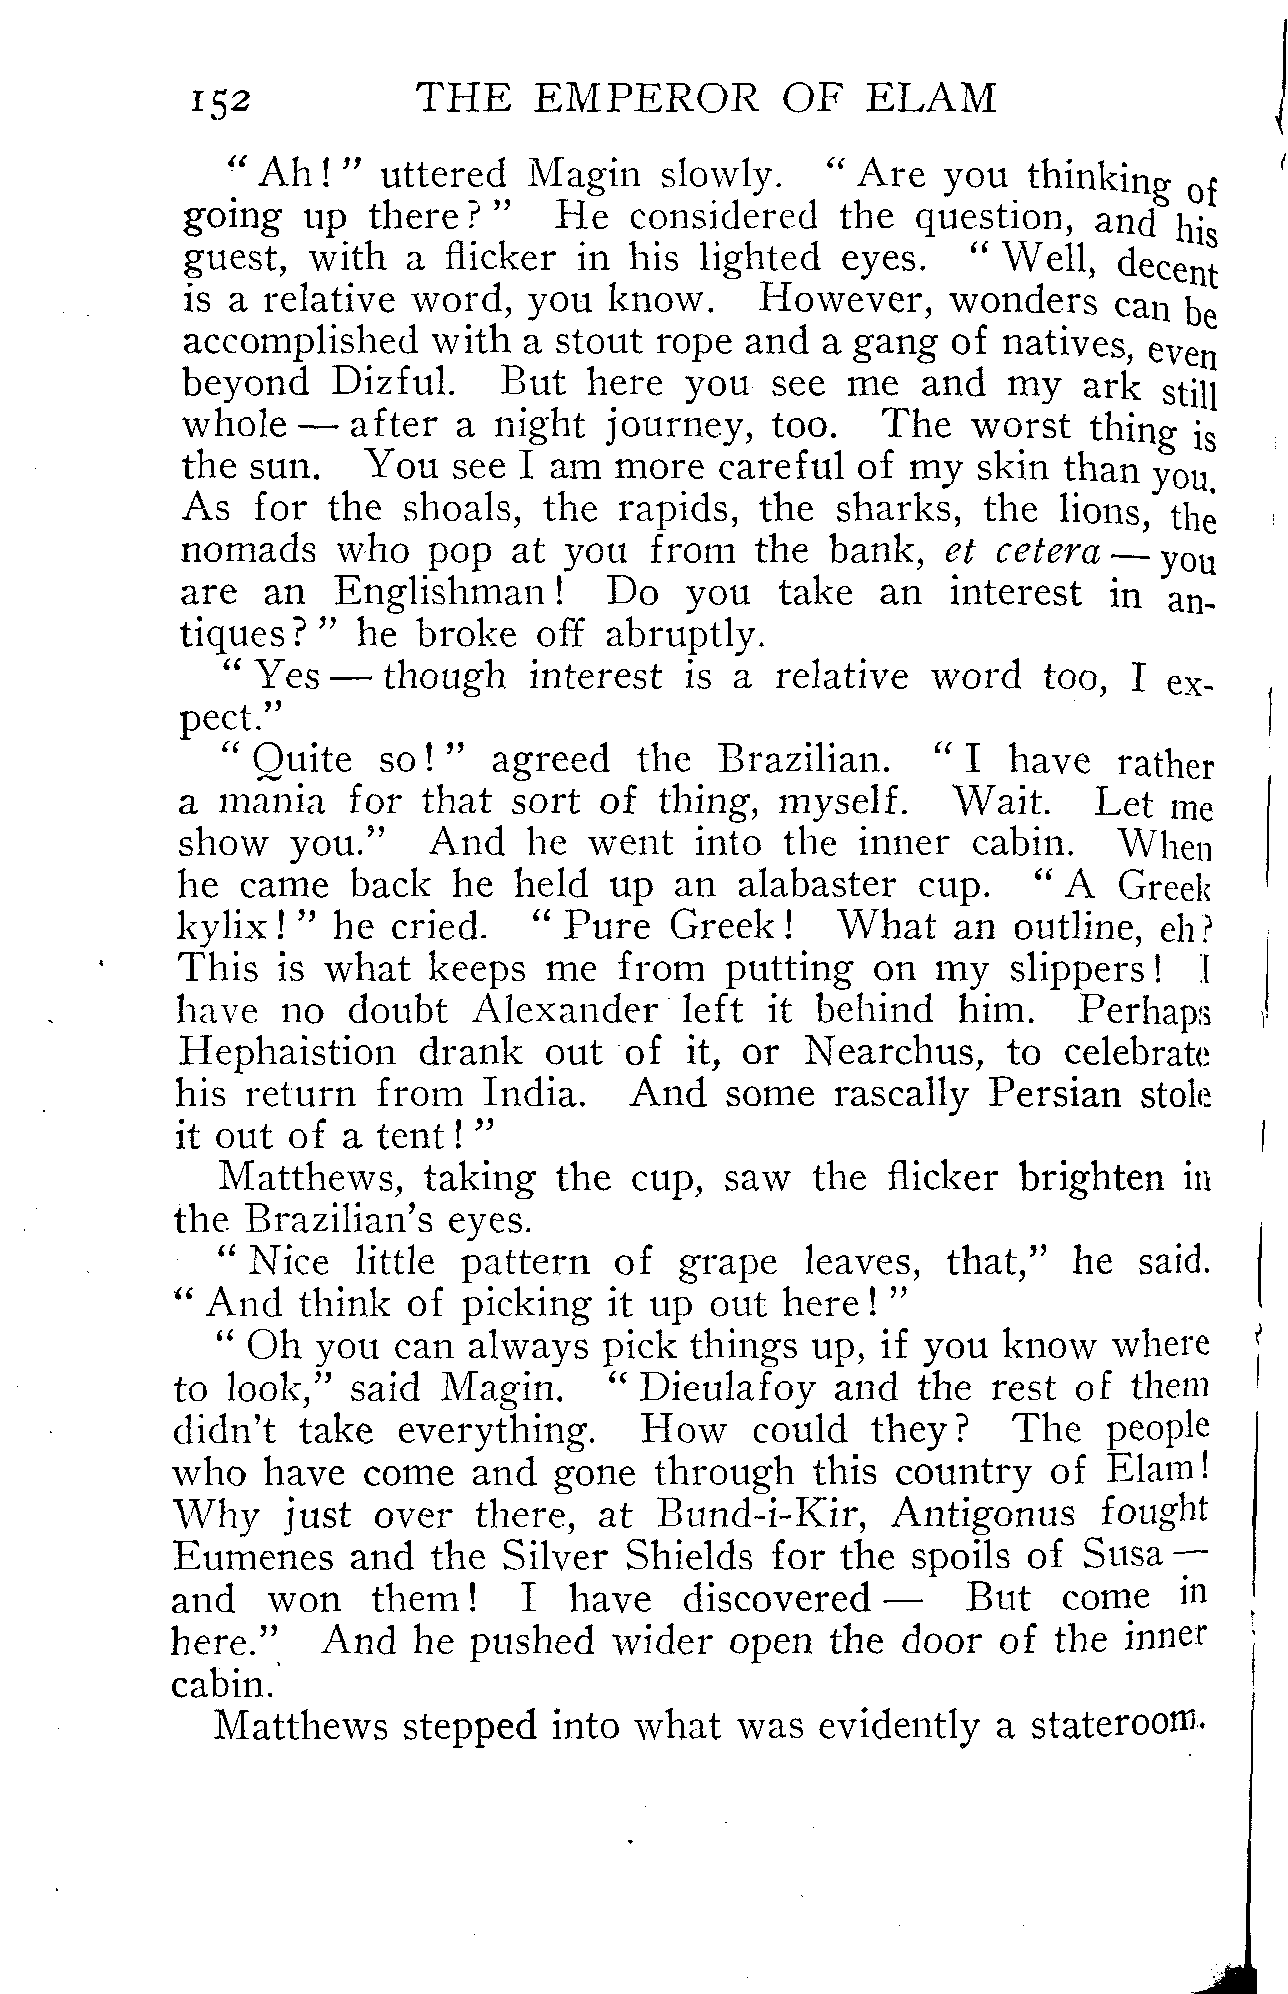 152 THE EMPEROR OF ELAM
“ Ah! ” uttered Magin slowly. “ Are you thinking of
going up there? ” He considered the question, and his
guest, with a flicker in his lighted eyes. “ Well, decent
is a relative word, you know. However, wonders can be
accomplished with a stout rope and a gang of natives, even
beyond Dizful. But here you see me and my ark still
whole — after a night journey, too. The worst thing is
the sun. You see I am more careful of my skin than you.
As for the shoals, the rapids, the sharks, the lions, the
nomads who pop at you from the bank, et cetera — you
are an Englishman! Do you take an interest in an-
tiques? ” he broke off abruptly.
“ Yes — though interest is a relative word too, I ex-
pect.”
“ Quite so! ” agreed the Brazilian. “ I have rather
a mania for that sort of thing, myself. Wait. Let me
show you.” And he went into the inner cabin. When
he came back he held up an alabaster cup. “ A Greek
kylix! ” he cried. “ Pure Greek! What an outline, eh?
This is what keeps me from putting on my slippers! I
have no doubt Alexander left it behind him. Perhaps
Hephaistion drank out of it, or Nearchus, to celebrate
his return from India. And some rascally Persian stole
it out of a tent! ”
Matthews, taking the cup, saw the flicker brighten in
the Brazilian's eyes.
“ Nice little pattern of grape leaves, that,” he said.
“ And think of picking it up out here! ”
“ Oh you can always pick things up, if you know where
to look,” said Magin. “ Dieulafoy and the rest of them
didn't take everything. How could they? The people
who have come and gone through this country of Elam!
Why just over there, at Bund-i-Kir, Antigonus fought
Eumenes and the Silver Shields for the spoils of Susa —
and won them! I have discovered — But come in
here.” And he pushed wider open the door of the inner
cabin.
Matthews stepped into what was evidently a stateroom.